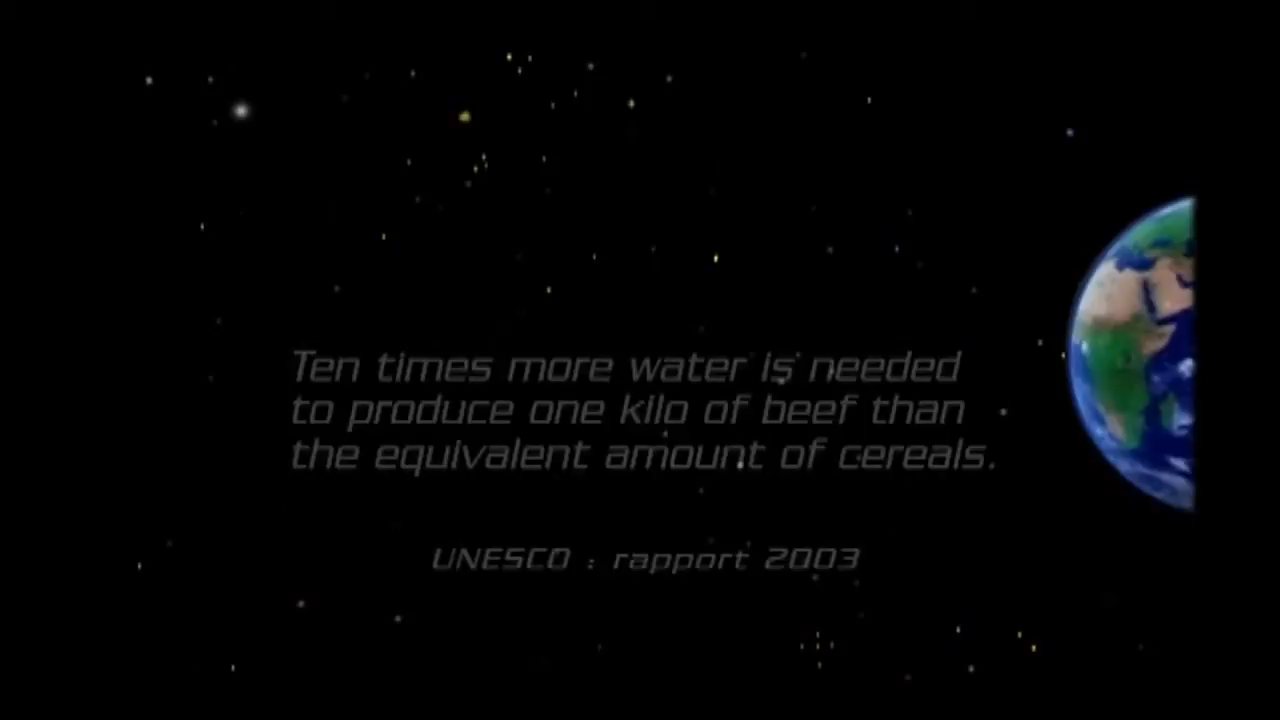 Ten times more water is needed
to produce one kilo of beef than
the equivalent amount of cereals.
UNESCO : rapport 2003